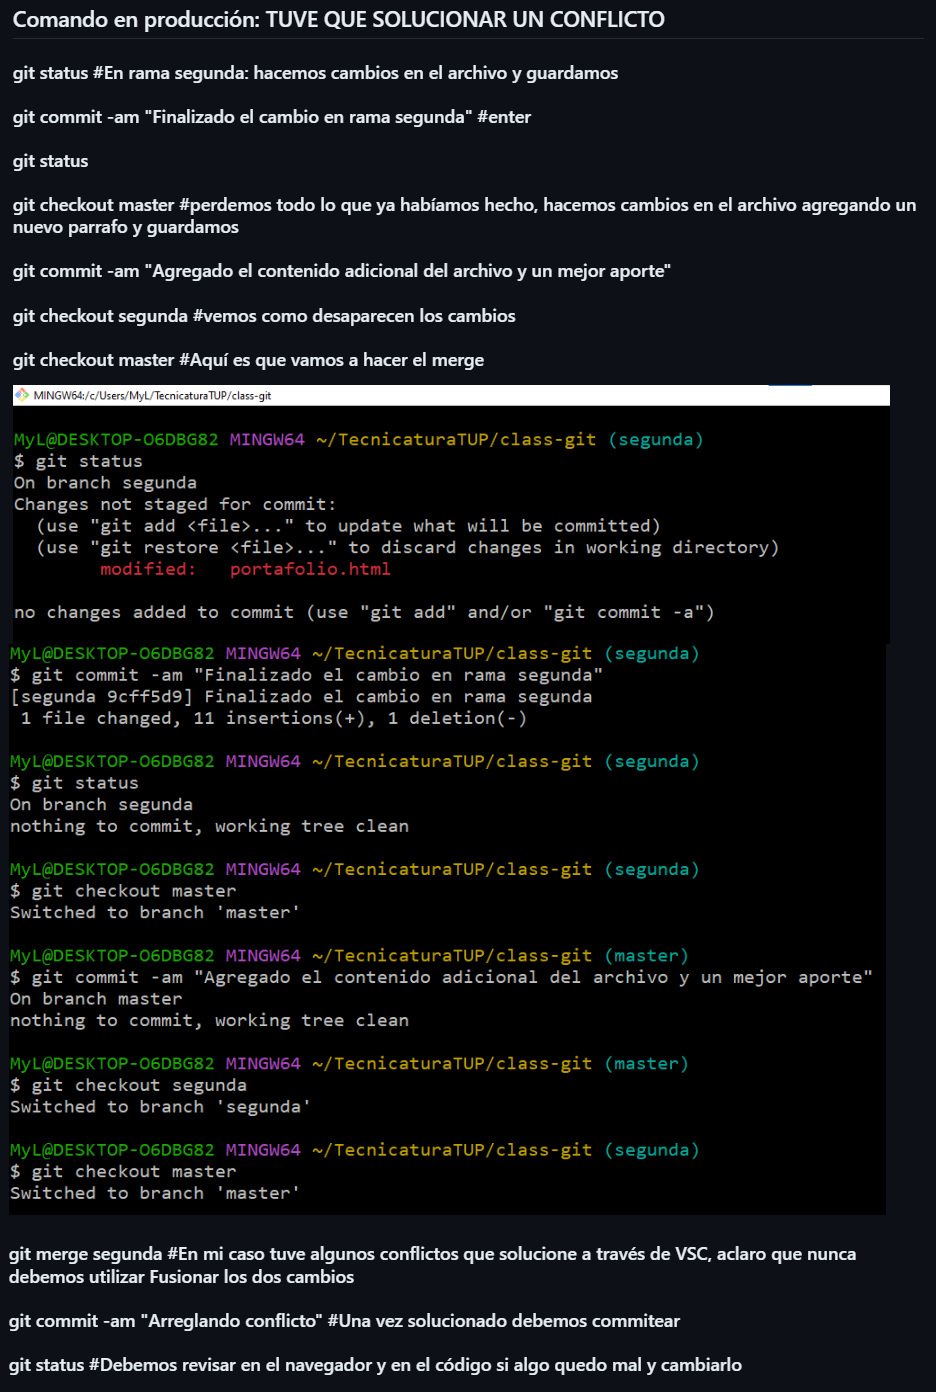 Comando en producción: TUVE QUE SOLUCIONAR UN CONFLICTO
git status #En rama segunda: hacemos cambios en el archivo y guardamos
git commit -am "Finalizado el cambio en rama segunda" #enter
git status
git checkout master #perdemos todo lo que ya habíamos hecho, hacemos cambios en el archivo agregando un
nuevo parrafo y guardamos
git commit -am "Agregado el contenido adicional del archivo y un mejor aporte"
git checkout segunda #vemos como desaparecen los cambios
git checkout master #Aquí es que vamos a hacer el merge
MINGW64:/c/Users/MyL/TecnicaturaTUP/class-git
MyL@DESKTOP-O6DBG82 MINGW64 ~/TecnicaturaTUP/class-git (segunda)
$ git status
On branch segunda
Changes not staged for commit:
  (use "git add <file>..." to update what will be committed)
  (use "git restore <file>..." to discard changes in working directory)
        modified:   portafolio.html
no changes added to commit (use "git add" and/or "git commit -a")
MyL@DESKTOP-O6DBG82 MINGW64 ~/TecnicaturaTUP/class-git (segunda)
$ git commit -am "Finalizado el cambio en rama segunda"
[segunda 9cff5d9] Finalizado el cambio en rama segunda
 1 file changed, 11 insertions(+), 1 deletion(-)
MyL@DESKTOP-O6DBG82 MINGW64 ~/TecnicaturaTUP/class-git (segunda)
$ git status
On branch segunda
nothing to commit, working tree clean
MyL@DESKTOP-O6DBG82 MINGW64 ~/TecnicaturaTUP/class-git (segunda)
$ git checkout master
Switched to branch 'master'
MyL@DESKTOP-O6DBG82 MINGW64 ~/TecnicaturaTUP/class-git (master)
$ git commit -am "Agregado el contenido adicional del archivo y un mejor aporte"
On branch master
nothing to commit, working tree clean
MyL@DESKTOP-O6DBG82 MINGW64 ~/TecnicaturaTUP/class-git (master)
$ git checkout segunda
Switched to branch 'segunda'
MyL@DESKTOP-O6DBG82 MINGW64 ~/TecnicaturaTUP/class-git (segunda)
$ git checkout master
Switched to branch 'master'
git merge segunda #En mi caso tuve algunos conflictos que solucione a través de VSC, aclaro que nunca
debemos utilizar Fusionar los dos cambios
git commit -am "Arreglando conflicto" #Una vez solucionado debemos commitear
git status #Debemos revisar en el navegador y en el código si algo quedo mal y cambiarlo